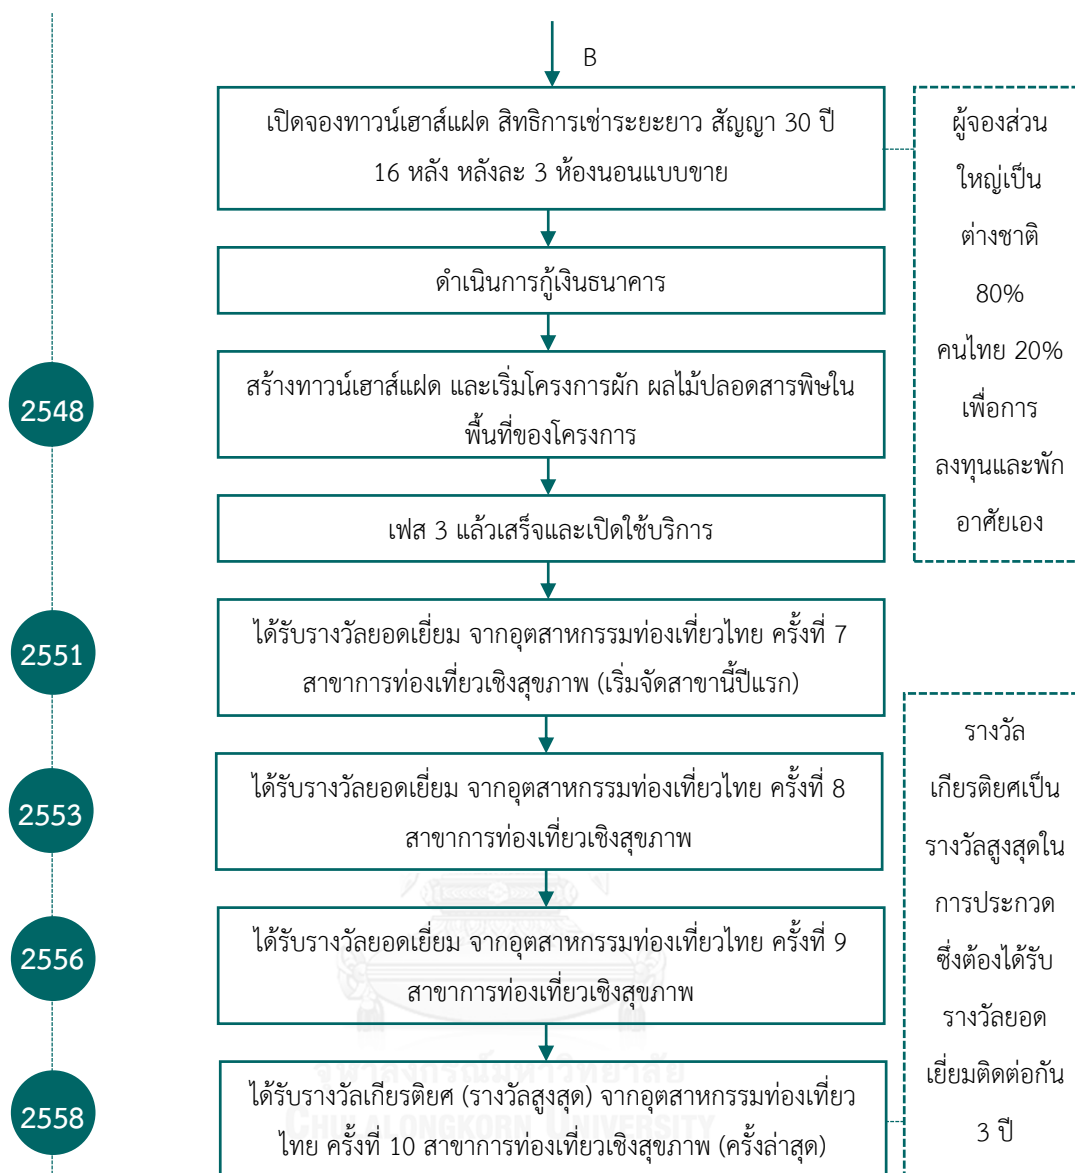 B
เปิดจองทาวน์เฮาส์แฝด สิทธิการเช่าระยะยาว สัญญา 30 ปี
16 หลัง หลังละ 3 ห้องนอนแบบขาย
ผู้จองส่วน
ใหญ่เป็น
ต่างชาติ
80%
คนไทย 20%
เพื่อการ
ลงทุนและพัก
อาศัยเอง
ดำเนินการกู้เงินธนาคาร
2548
สร้างทาวน์เฮาส์แฝด และเริ่มโครงการผัก ผลไม้ปลอดสารพิษใน
พื้นที่ของโครงการ
เฟส 3 แล้วเสร็จและเปิดใช้บริการ
2551
ได้รับรางวัลยอดเยี่ยม จากอุตสาหกรรมท่องเที่ยวไทย ครั้งที่ 7
สาขาการท่องเที่ยวเชิงสุขภาพ (เริ่มจัดสาขานี้ปีแรก)
2553
ได้รับรางวัลยอดเยี่ยม จากอุตสาหกรรมท่องเที่ยวไทย ครั้งที่ 8
สาขาการท่องเที่ยวเชิงสุขภาพ
2556
ได้รับรางวัลยอดเยี่ยม จากอุตสาหกรรมท่องเที่ยวไทย ครั้งที่ 9
สาขาการท่องเที่ยวเชิงสุขภาพ
2558
ได้รับรางวัลเกียรติยศ (รางวัลสูงสุด) จากอุตสาหกรรมท่องเที่ยว
ไทย ครั้งที่ 10 สาขาการท่องเที่ยวเชิงสุขภาพ (ครั้งล่าสุด)
รางวัล
เกียรติยศเป็น
รางวัลสูงสุดใน
การประกวด
ซึ่งต้องได้รับ
รางวัลยอด
เยี่ยมติดต่อกัน
3 ปี
จุฬาลงกรณ์มหาวิทยาลัย
CHULALONGKORN UNIVERSITY